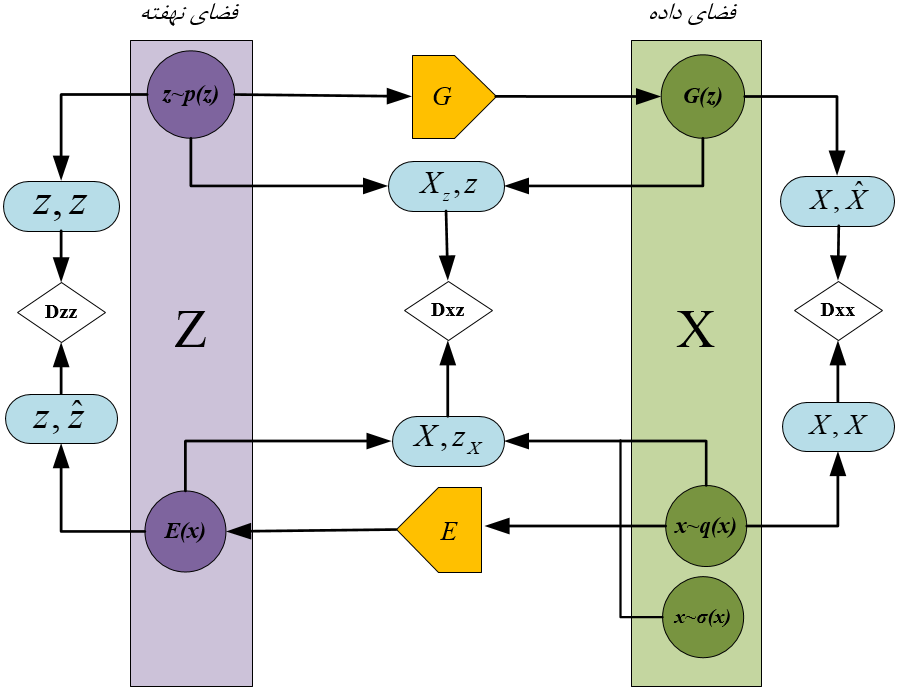 فضای نهفته
فضای داده
z~p(z)
G
G(z)
z, z
X_z, z
X, X̂
Dzz
Dxz
Dxx
Z
X
z, ẑ
X, z_X
X, X
E(x)
E
x~q(x)
x~σ(x)